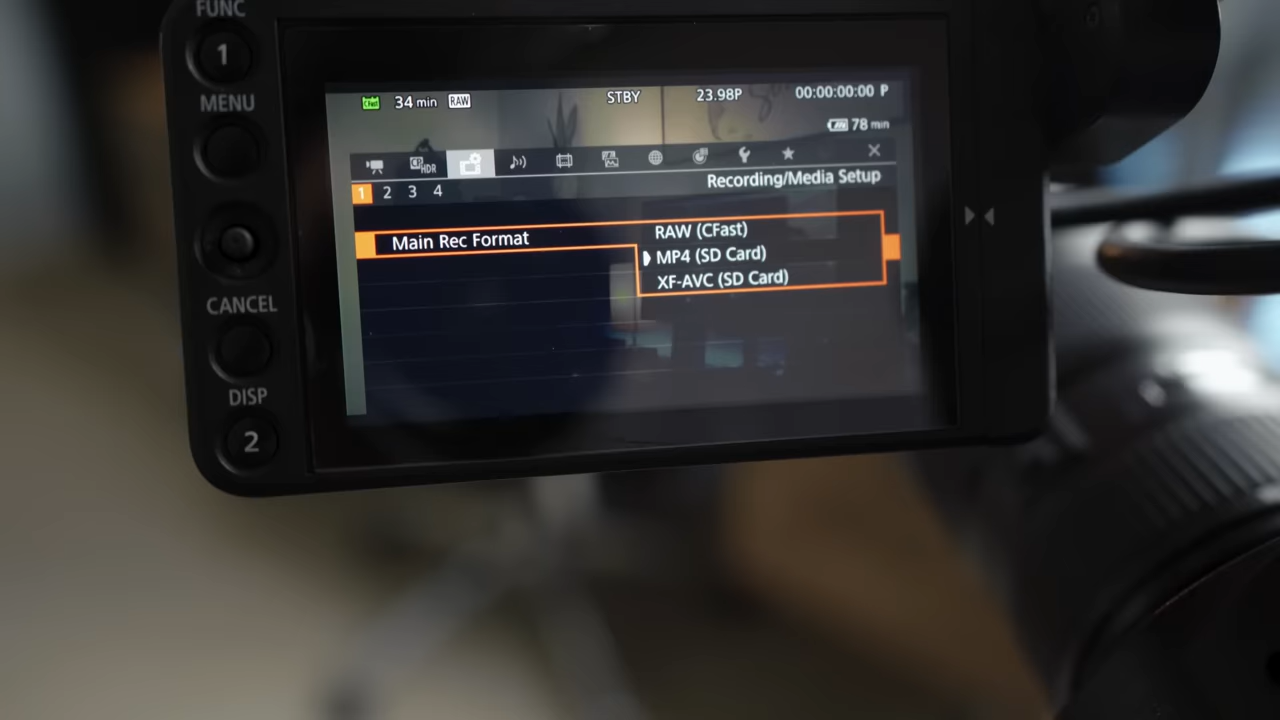 FUNC
1
MENU
CANCEL
DISP
2
CFast 34 min RAW STBY 23.98P 00:00:00:00 P
78 min
HDR
Recording/Media Setup
1 2 3 4
Main Rec Format
RAW (CFast)
MP4 (SD Card)
XF-AVC (SD Card)